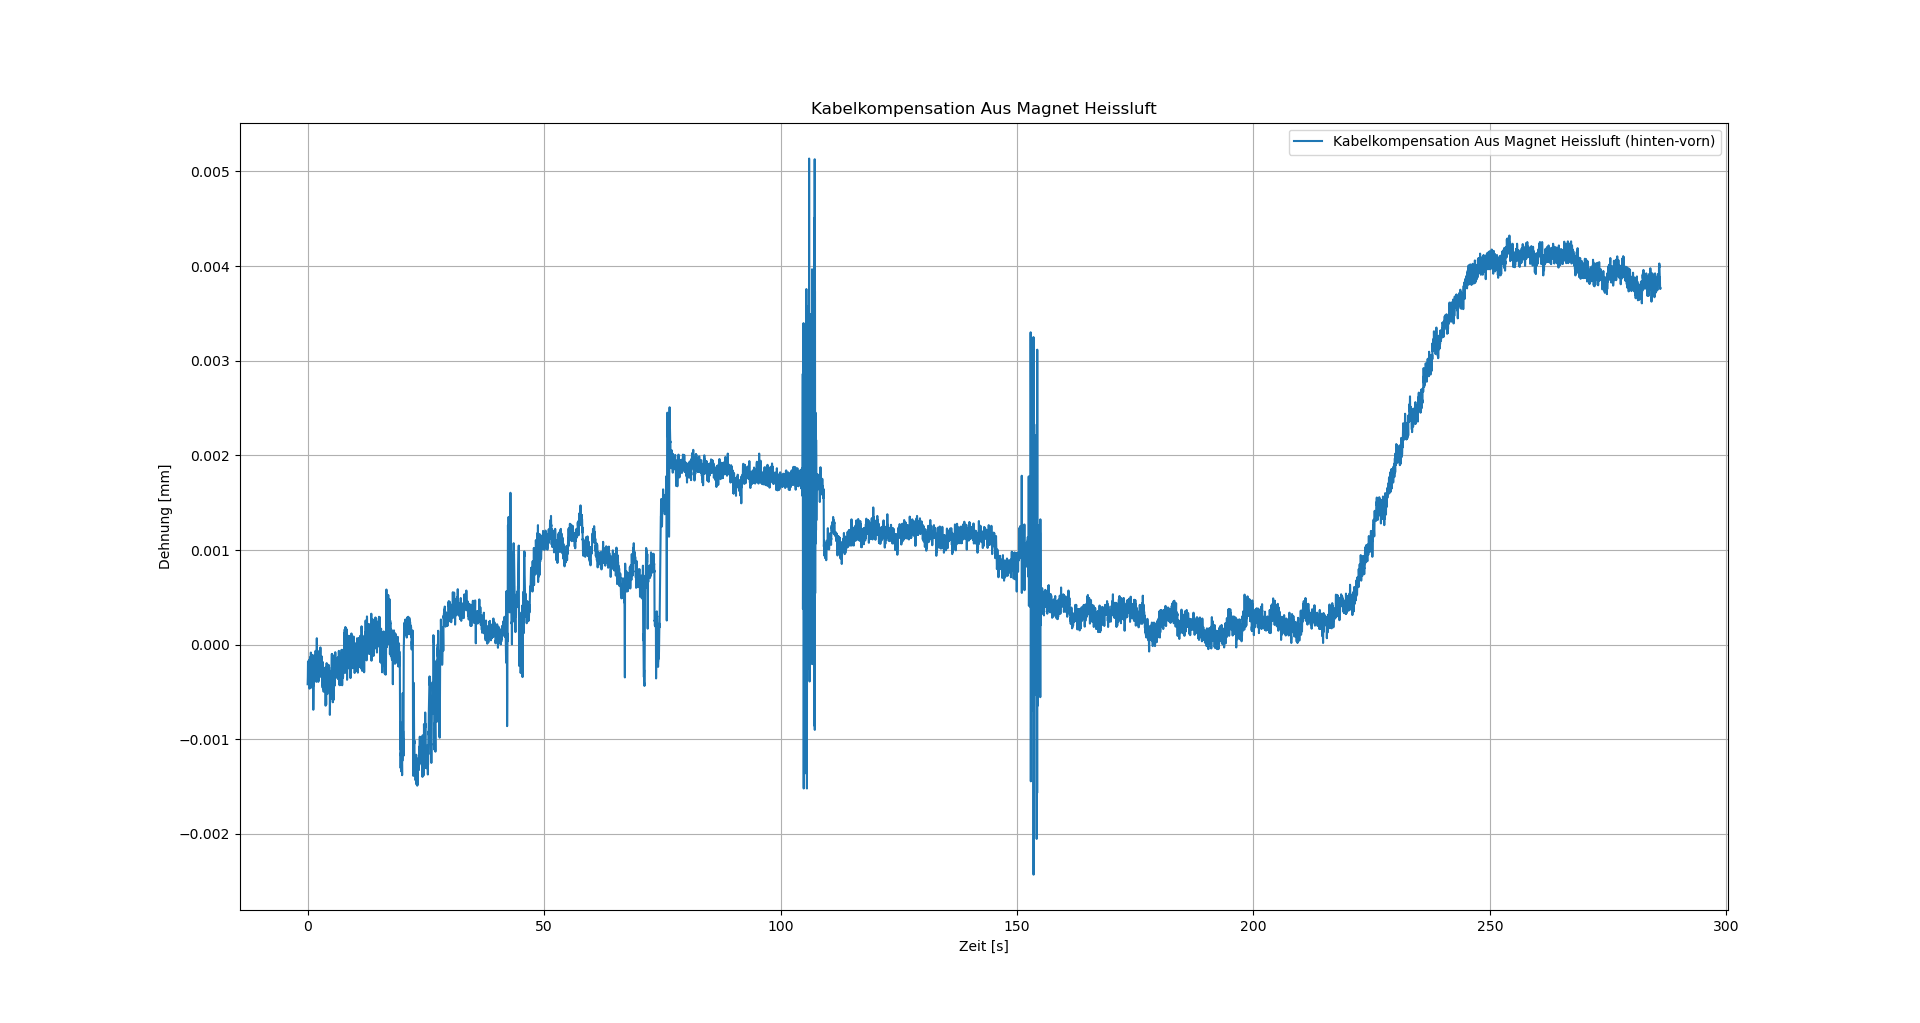 Kabelkompensation Aus Magnet Heissluft
Kabelkompensation Aus Magnet Heissluft (hinten-vorn)
0.005
0.004
0.003
0.002
0.001
0.000
−0.001
−0.002
Dehnung [mm]
0 50 100 150 200 250 300
Zeit [s]